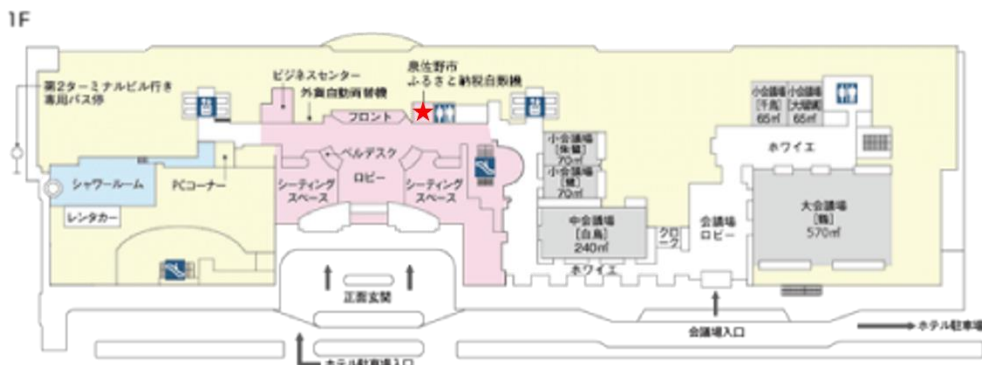 1F
第2ターミナルビル行き
専用バス停
ビジネスセンター
外貨自動両替機
泉佐野市
ふるさと納税自販機
フロント
ベルデスク
ロビー
シーティング
スペース
シーティング
スペース
シャワールーム
PCコーナー
レンタカー
正面玄関
ホテル駐車場入口
小会議場
70㎡
小会議場
70㎡
中会議場
[白鳥]
240㎡
ホワイエ
クローク
会議場
ロビー
小会議場
[千鳥]
65㎡
小会議場
65㎡
ホワイエ
大会議場
[鶴]
570㎡
会議場入口
ホテル駐車場